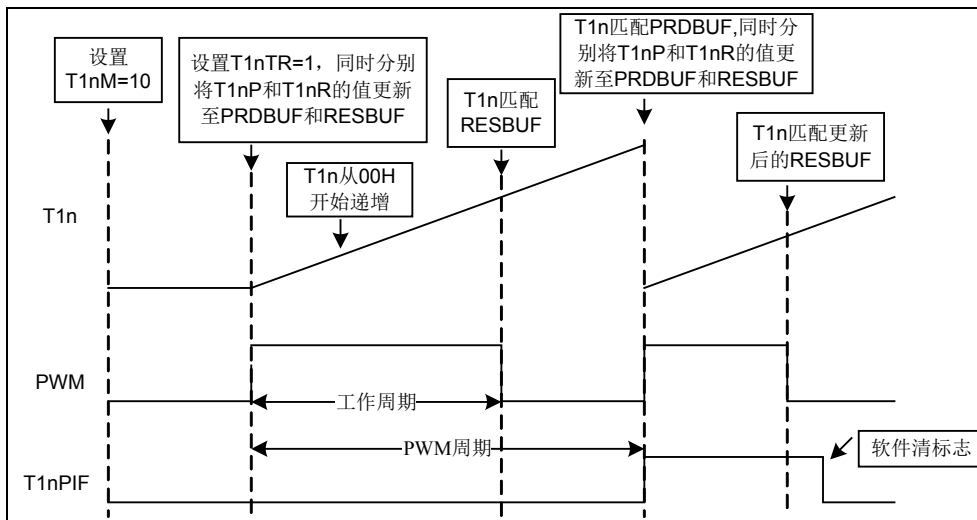 设置
T1nM=10
设置T1nTR=1，同时分别
将T1nP和T1nR的值更新
至PRDBUF和RESBUF
T1n匹配
RESBUF
T1n匹配PRDBUF,同时分
别将T1nP和T1nR的值更
新至PRDBUF和RESBUF
T1n匹配更新
后的RESBUF
T1n从00H
开始递增
T1n
PWM
工作周期
PWM周期
软件清标志
T1nPIF